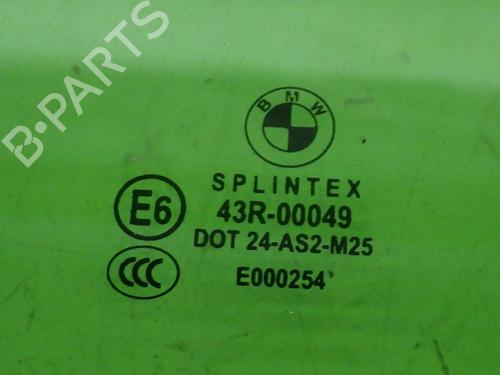 B-PARTS
BMW
SPLINTEX
E6
43R-00049
DOT 24-AS2-M25
CCC
E000254